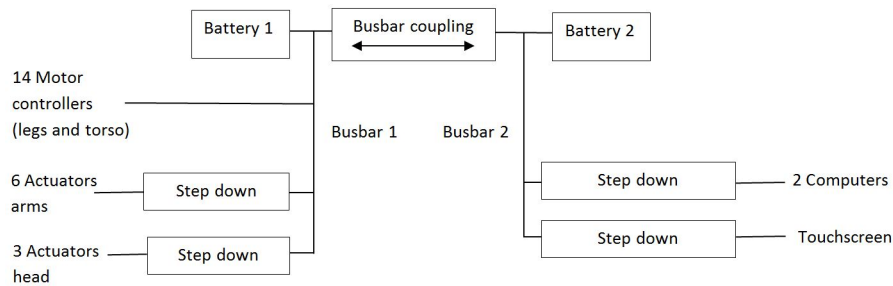 Battery 1
Busbar coupling
Battery 2
14 Motor
controllers
(legs and torso)
Busbar 1
Busbar 2
6 Actuators
arms
Step down
Step down
2 Computers
3 Actuators
head
Step down
Step down
Touchscreen